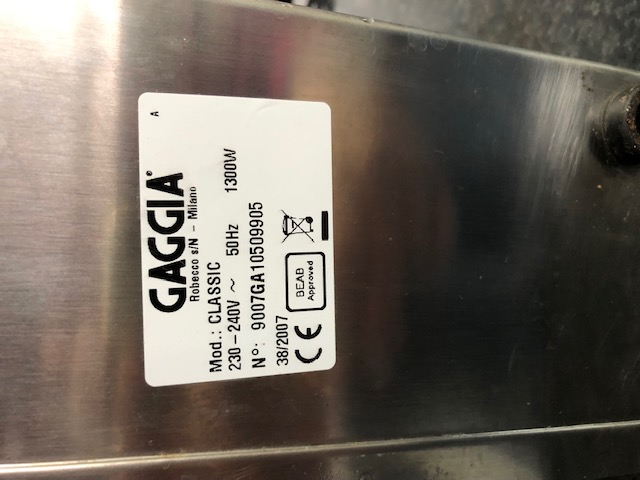 A
GAGGIA®
Robecco s/N - Milano
Mod.: CLASSIC
230-240V ~ 50Hz 1300W
N°: 9007GA10509905
38/2007
CE BEAB Approved